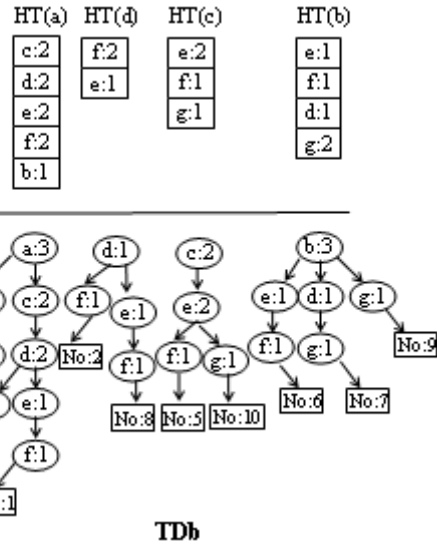 HT(a) HT(d) HT(c) HT(b)
c:2 f:2 e:2 e:1
d:2 e:1 f:1 f:1
e:2 g:1 d:1
f:2 g:2
b:1
a:3 d:1 c:2 b:3
c:2 f:1 e:1 e:2 e:1 d:1 g:1
d:2 No:2 f:1 f:1 g:1 f:1 g:1 No:9
e:1 No:8 No:5 No:10 No:6 No:7
f:1
:1
TDb